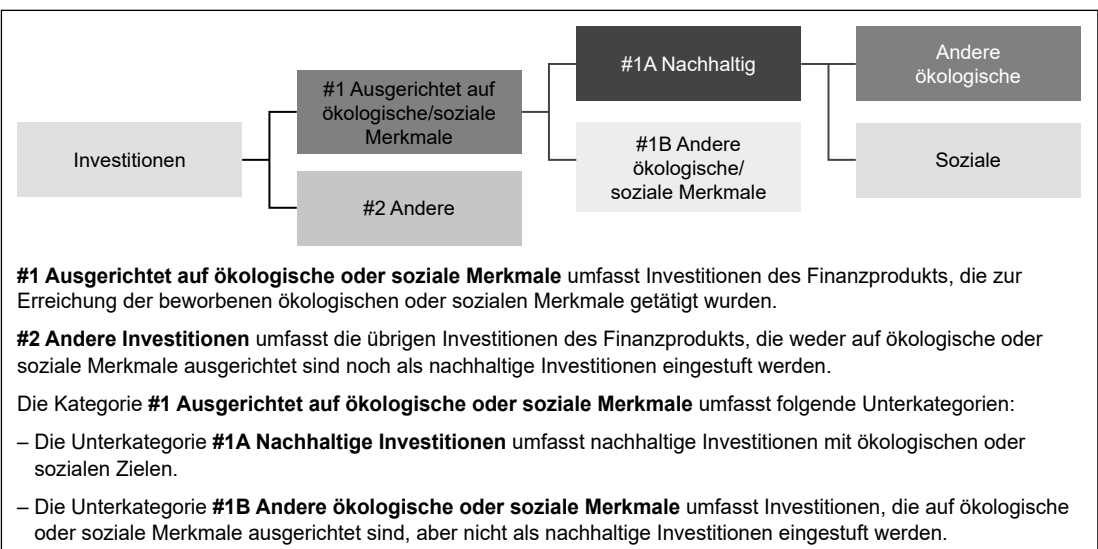 Investitionen
#1 Ausgerichtet auf
ökologische/soziale
Merkmale
#2 Andere
#1A Nachhaltig
#1B Andere
ökologische/
soziale Merkmale
Andere
ökologische
Soziale
#1 Ausgerichtet auf ökologische oder soziale Merkmale umfasst Investitionen des Finanzprodukts, die zur
Erreichung der beworbenen ökologischen oder sozialen Merkmale getätigt wurden.
#2 Andere Investitionen umfasst die übrigen Investitionen des Finanzprodukts, die weder auf ökologische oder
soziale Merkmale ausgerichtet sind noch als nachhaltige Investitionen eingestuft werden.
Die Kategorie #1 Ausgerichtet auf ökologische oder soziale Merkmale umfasst folgende Unterkategorien:
– Die Unterkategorie #1A Nachhaltige Investitionen umfasst nachhaltige Investitionen mit ökologischen oder
sozialen Zielen.
– Die Unterkategorie #1B Andere ökologische oder soziale Merkmale umfasst Investitionen, die auf ökologische
oder soziale Merkmale ausgerichtet sind, aber nicht als nachhaltige Investitionen eingestuft werden.